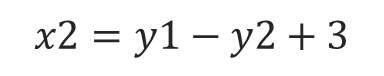 x2 = y1 − y2 + 3